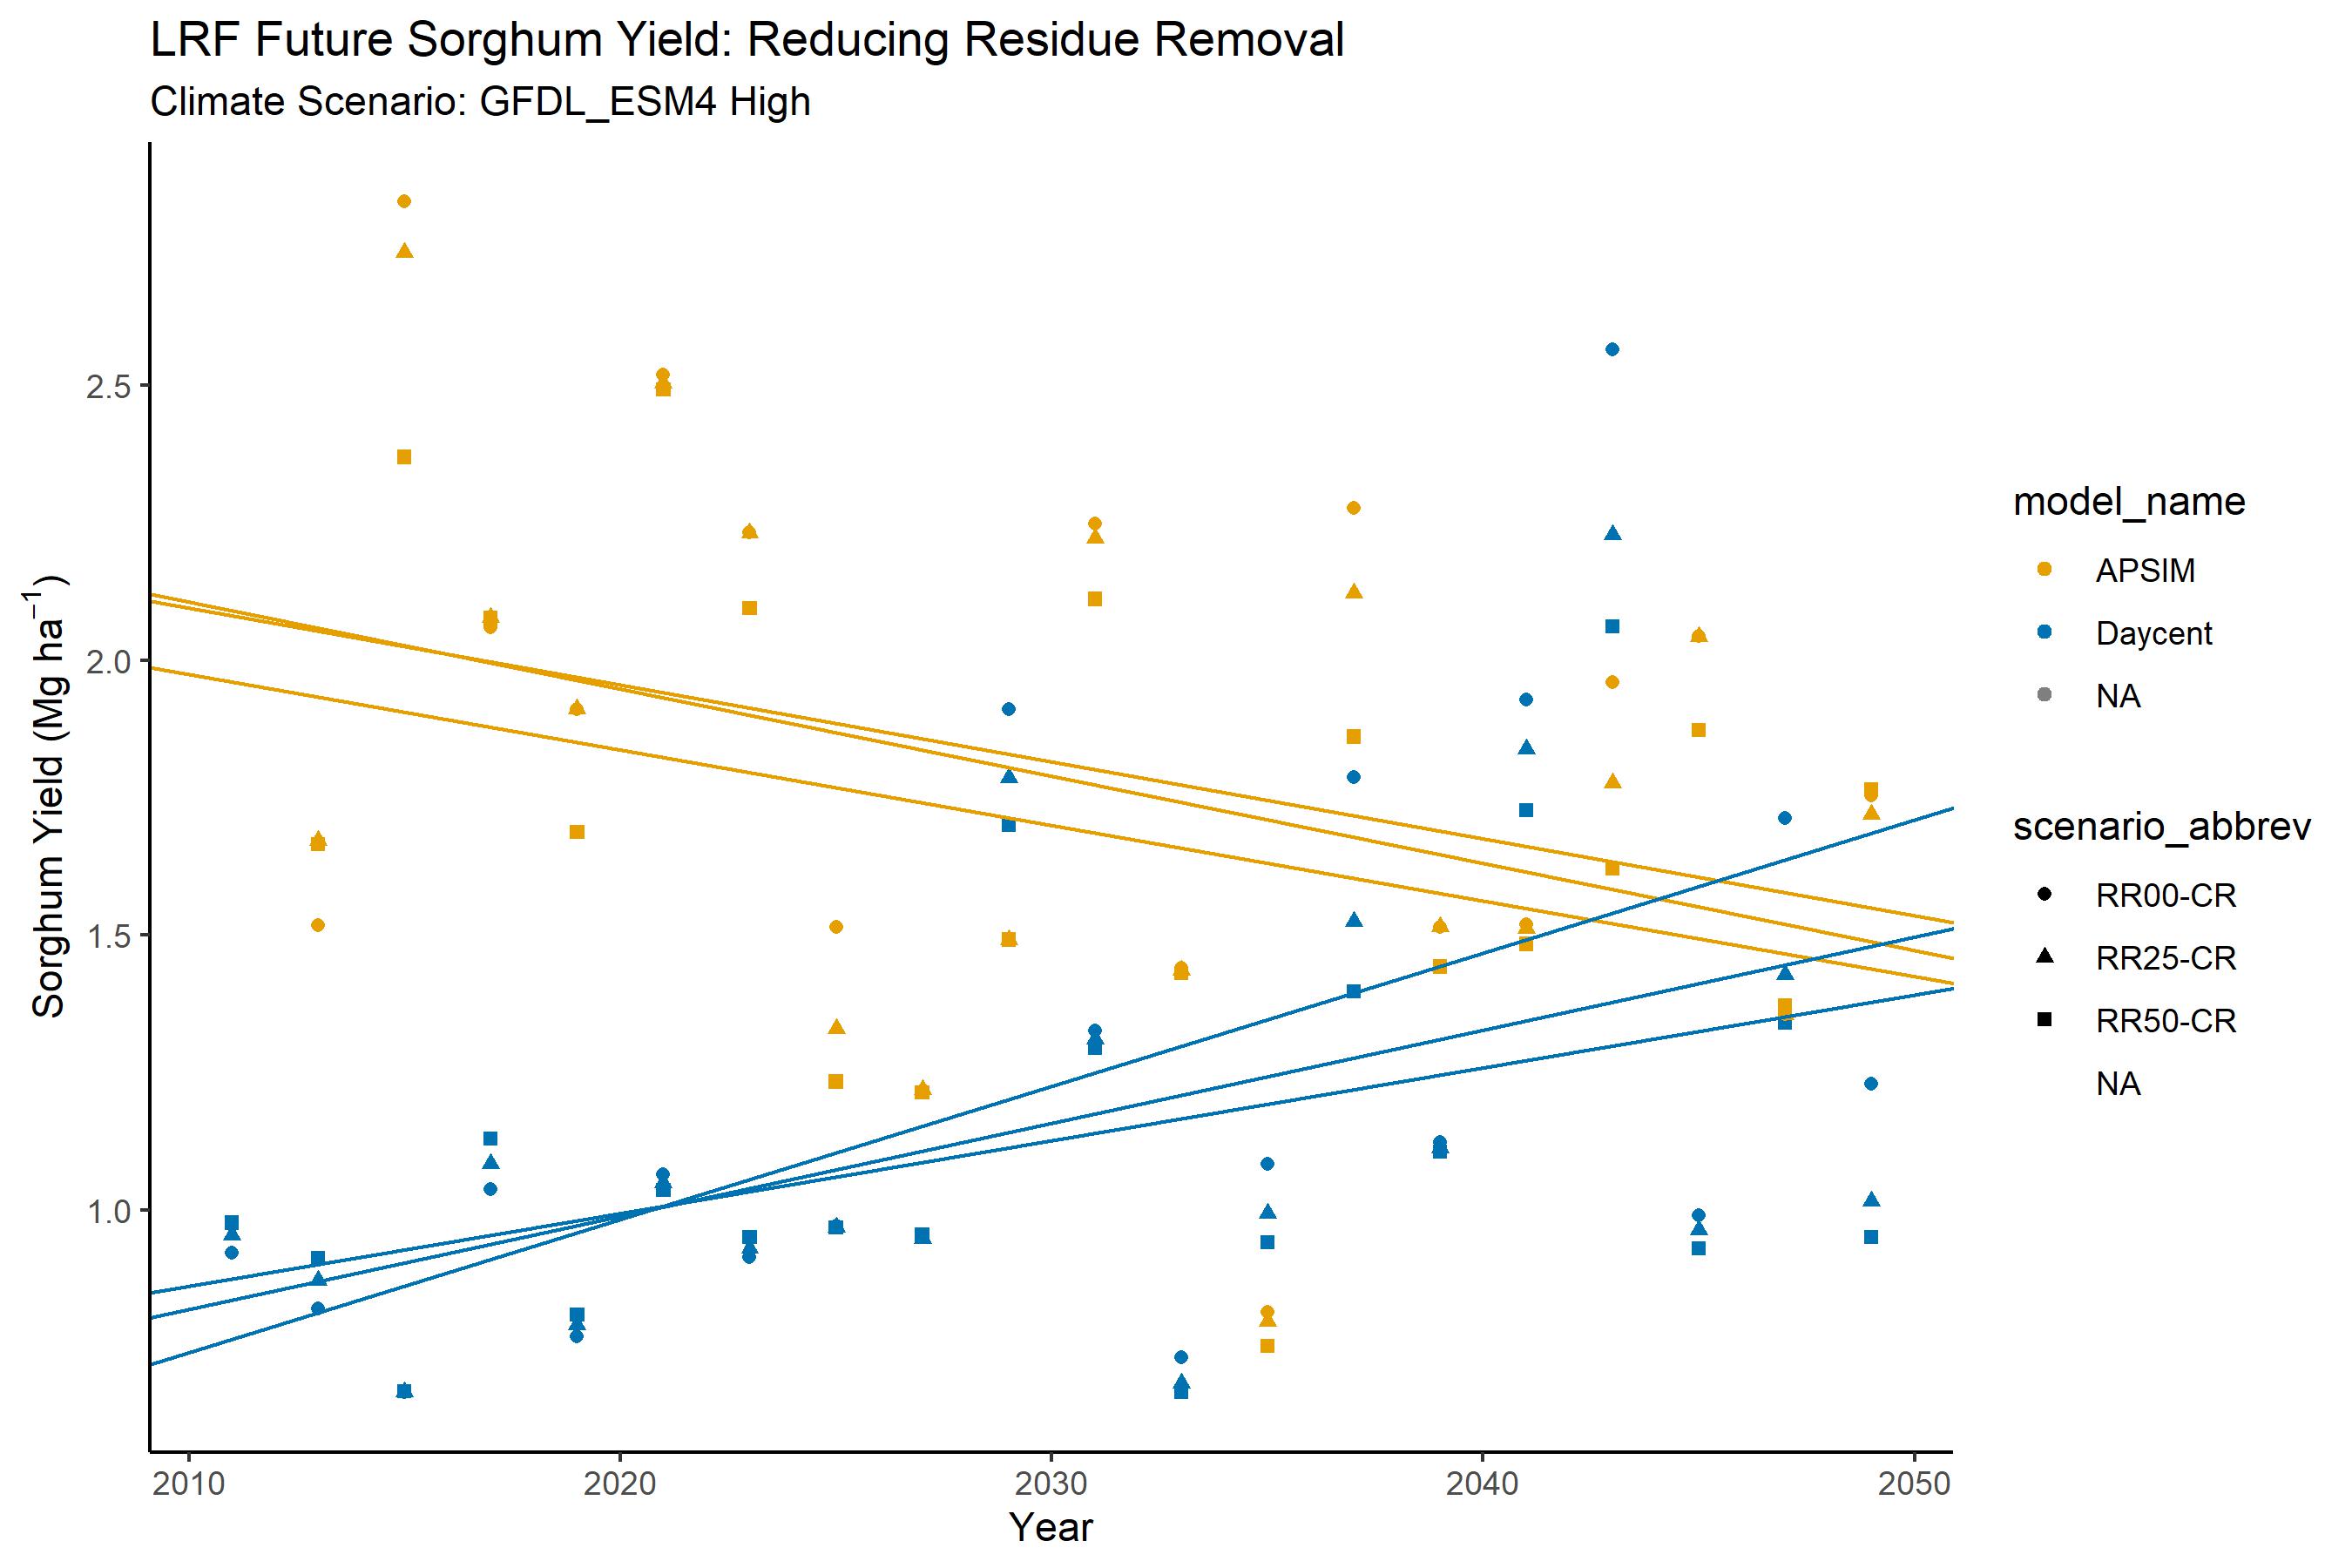 LRF Future Sorghum Yield: Reducing Residue Removal
Climate Scenario: GFDL_ESM4 High
Sorghum Yield (Mg ha⁻¹)
2.5
2.0
1.5
1.0
2010
2020
2030
2040
2050
Year
model_name
APSIM
Daycent
NA
scenario_abbrev
RR00-CR
RR25-CR
RR50-CR
NA